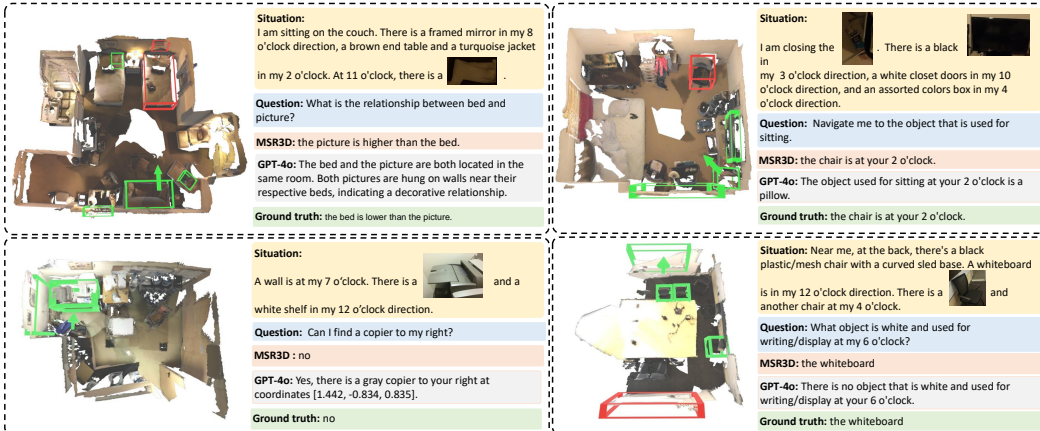 Situation:
I am sitting on the couch. There is a framed mirror in my 8
o'clock direction, a brown end table and a turquoise jacket
in my 2 o'clock. At 11 o'clock, there is a .
Question: What is the relationship between bed and
picture?
MSR3D: the picture is higher than the bed.
GPT-4o: The bed and the picture are both located in the
same room. Both pictures are hung on walls near their
respective beds, indicating a decorative relationship.
Ground truth: the bed is lower than the picture.
Situation:
I am closing the . There is a black
in
my 3 o'clock direction, a white closet doors in my 10
o'clock direction, and an assorted colors box in my 4
o'clock direction.
Question: Navigate me to the object that is used for
sitting.
MSR3D: the chair is at your 2 o'clock.
GPT-4o: The object used for sitting at your 2 o'clock is a
pillow.
Ground truth: the chair is at your 2 o'clock.
Situation:
A wall is at my 7 o'clock. There is a and a
white shelf in my 12 o'clock direction.
Question: Can I find a copier to my right?
MSR3D : no
GPT-4o: Yes, there is a gray copier to your right at
coordinates [1.442, -0.834, 0.835].
Ground truth: no
Situation: Near me, at the back, there's a black
plastic/mesh chair with a curved sled base. A whiteboard
is in my 12 o'clock direction. There is a and
another chair at my 4 o'clock.
Question: What object is white and used for
writing/display at my 6 o'clock?
MSR3D: the whiteboard
GPT-4o: There is no object that is white and used for
writing/display at your 6 o'clock.
Ground truth: the whiteboard